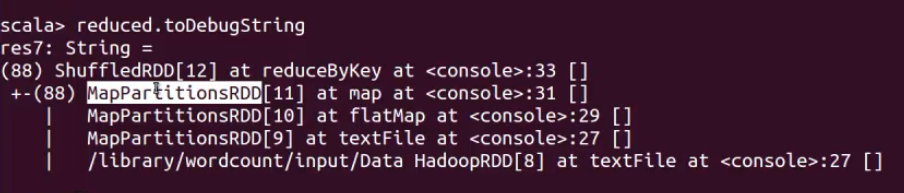 scala> reduced.toDebugString
res7: String =
(88) ShuffledRDD[12] at reduceByKey at <console>:33 []
 +-(88) MapPartitionsRDD[11] at map at <console>:31 []
    |   MapPartitionsRDD[10] at flatMap at <console>:29 []
    |   MapPartitionsRDD[9] at textFile at <console>:27 []
    |   /library/wordcount/input/Data HadoopRDD[8] at textFile at <console>:27 []